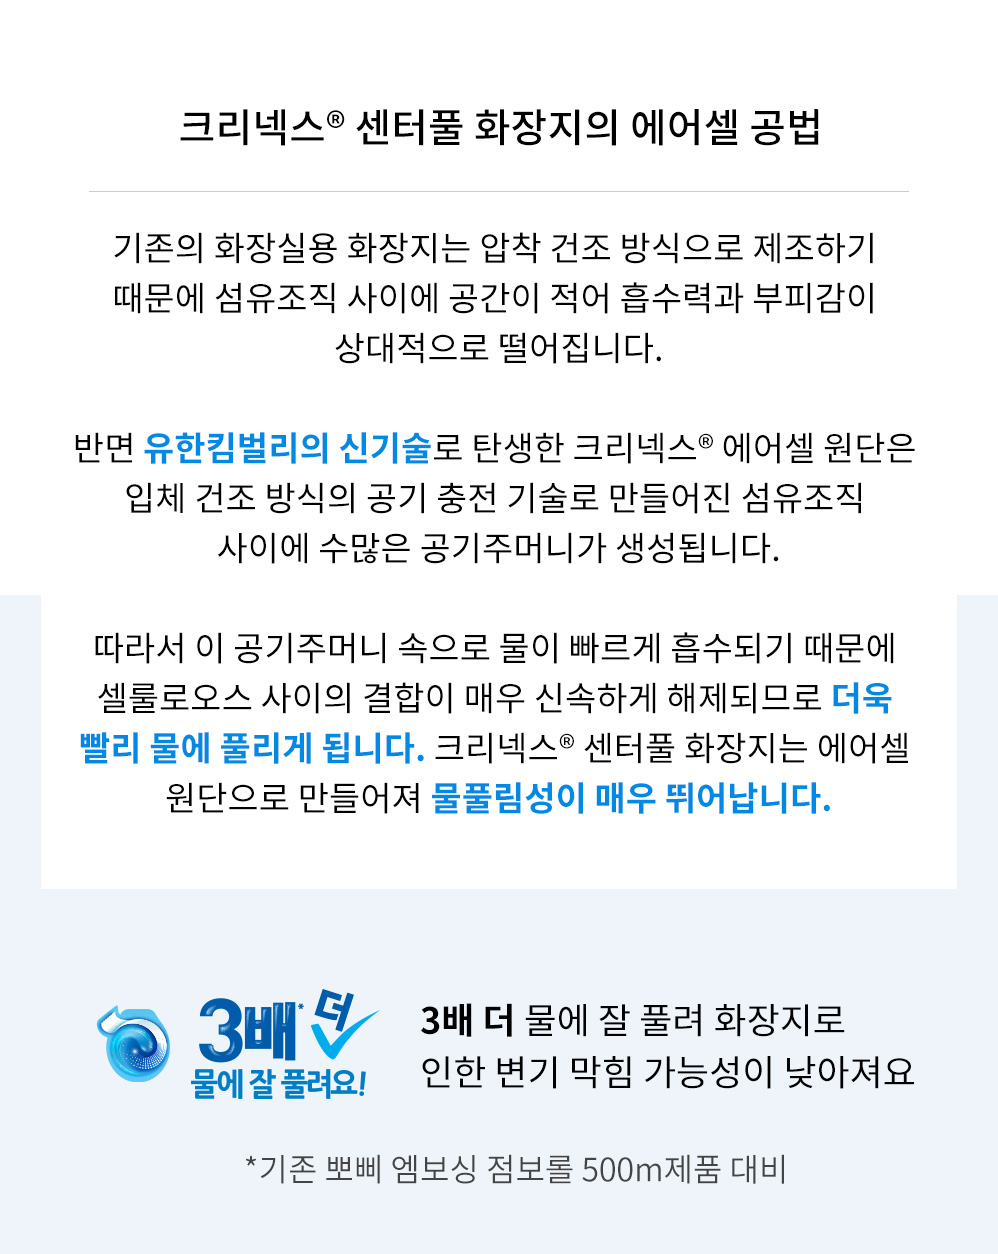 크리넥스® 센터풀 화장지의 에어셀 공법
기존의 화장실용 화장지는 압착 건조 방식으로 제조하기
때문에 섬유조직 사이에 공간이 적어 흡수력과 부피감이
상대적으로 떨어집니다.
반면 유한킴벌리의 신기술로 탄생한 크리넥스® 에어셀 원단은
입체 건조 방식의 공기 충전 기술로 만들어진 섬유조직
사이에 수많은 공기주머니가 생성됩니다.
따라서 이 공기주머니 속으로 물이 빠르게 흡수되기 때문에
셀룰로오스 사이의 결합이 매우 신속하게 해제되므로 더욱
빨리 물에 풀리게 됩니다. 크리넥스® 센터풀 화장지는 에어셀
원단으로 만들어져 물풀림성이 매우 뛰어납니다.
3배* 더
물에 잘 풀려요!
3배 더 물에 잘 풀려 화장지로
인한 변기 막힘 가능성이 낮아져요
*기존 뽀삐 엠보싱 점보롤 500m제품 대비